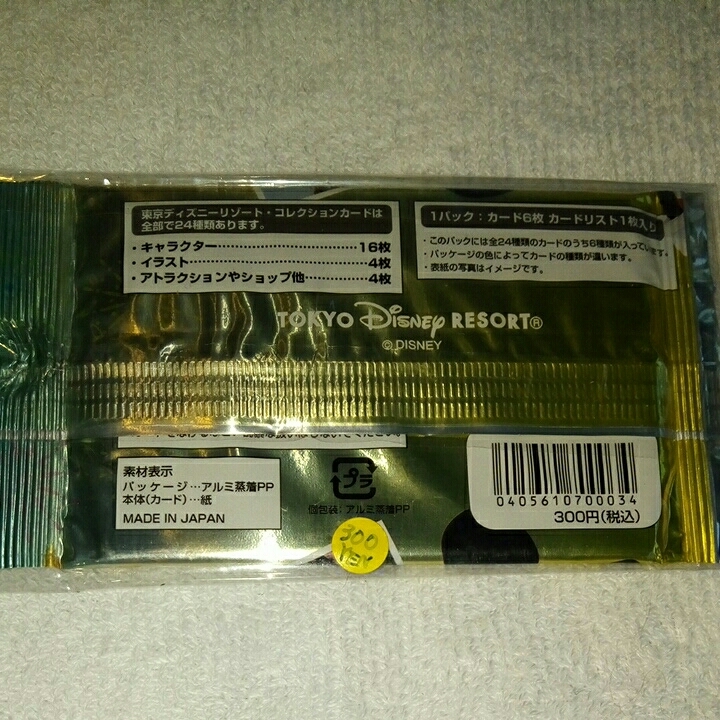 東京ディズニーリゾート・コレクションカードは
全部で24種類あります。
・キャラクター…………………………16枚
・イラスト………………………………4枚
・アトラクションやショップ他…………4枚
1パック：カード6枚 カードリスト1枚入り
・このパックには全24種類のカードのうち6種類が入っています。
・パッケージの色によってカードの種類が違います。
・表紙の写真はイメージです。
TOKYO Disney RESORT®
©DISNEY
素材表示
パッケージ…アルミ蒸着PP
本体(カード)…紙
MADE IN JAPAN
プラ
個包装：アルミ蒸着PP
0405610700034
300円(税込)
300
YEN